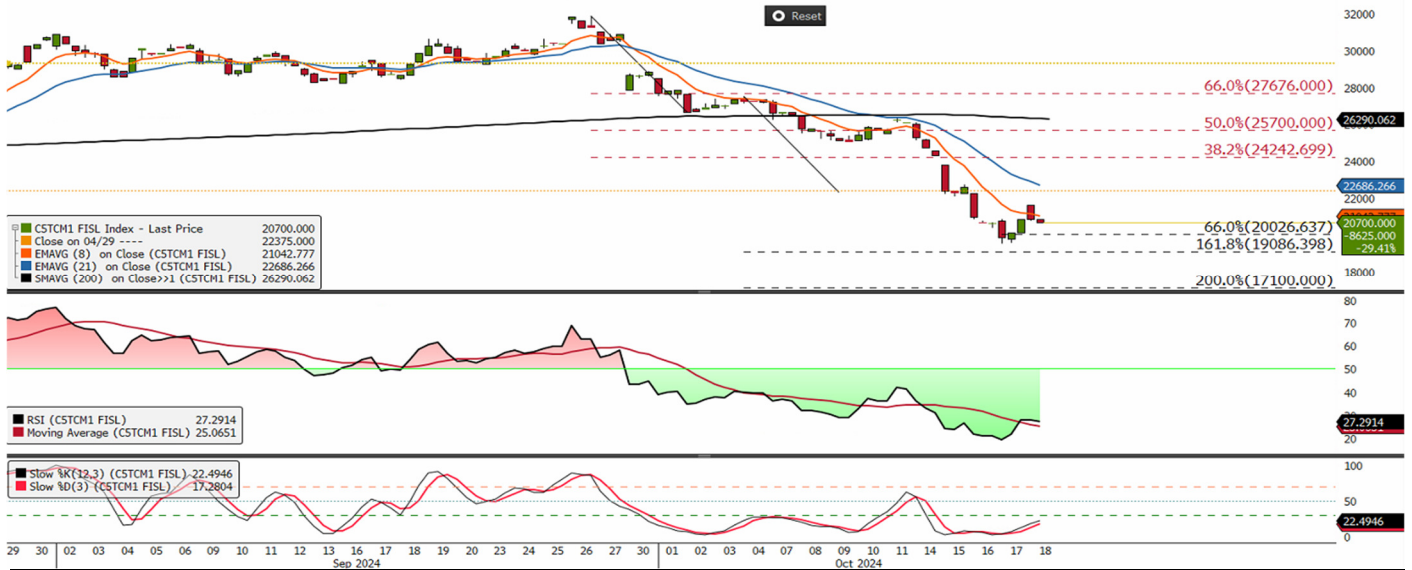 Reset
32000
30000
28000
66.0%(27676.000)
26290.062
50.0%(25700.000)
38.2%(24242.699)
24000
22686.266
22000
20700.000
-8625.000
-29.41%
66.0%(20026.637)
161.8%(19086.398)
18000
200.0%(17100.000)
C5TCM1 FISL Index - Last Price 20700.000
Close on 04/29 ---- 22375.000
EMAVG (8) on Close (C5TCM1 FISL) 21042.777
EMAVG (21) on Close (C5TCM1 FISL) 22686.266
SMAVG (200) on Close>>1 (C5TCM1 FISL) 26290.062
80
70
60
50
40
27.2914
20
RSI (C5TCM1 FISL) 27.2914
Moving Average (C5TCM1 FISL) 25.0651
Slow %K(12,3) (C5TCM1 FISL) 22.4946
Slow %D(3) (C5TCM1 FISL) 17.2804
100
50
22.4946
0
29 30 02 03 04 05 06 09 10 11 12 13 16 17 18 19 20 23 24 25 26 27 30 01 02 03 04 07 08 09 10 11 14 15 16 17 18
Sep 2024 Oct 2024